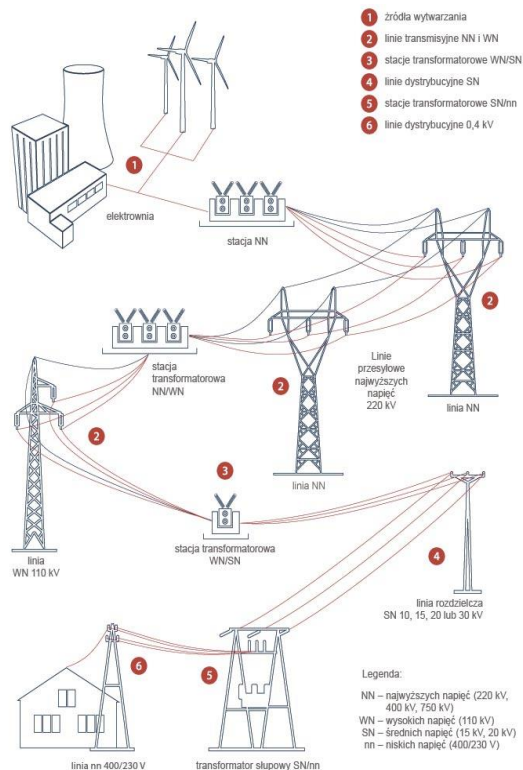 1 źródła wytwarzania
2 linie transmisyjne NN i WN
3 stacje transformatorowe WN/SN
4 linie dystrybucyjne SN
5 stacje transformatorowe SN/nn
6 linie dystrybucyjne 0,4 kV
1
elektrownia
stacja NN
2
stacja
transformatorowa
NN/WN
2
Linie
przesyłowe
najwyższych
napięć
220 kV
linia NN
2
linia NN
3
stacja transformatorowa
WN/SN
linia
WN 110 kV
4
linia rozdzielcza
SN 10, 15, 20 lub 30 kV
6
5
Legenda:
NN – najwyższych napięć (220 kV,
400 kV, 750 kV)
WN – wysokich napięć (110 kV)
SN – średnich napięć (15 kV, 20 kV)
nn – niskich napięć (400/230 V)
linia nn 400/230 V
transformator słupowy SN/nn